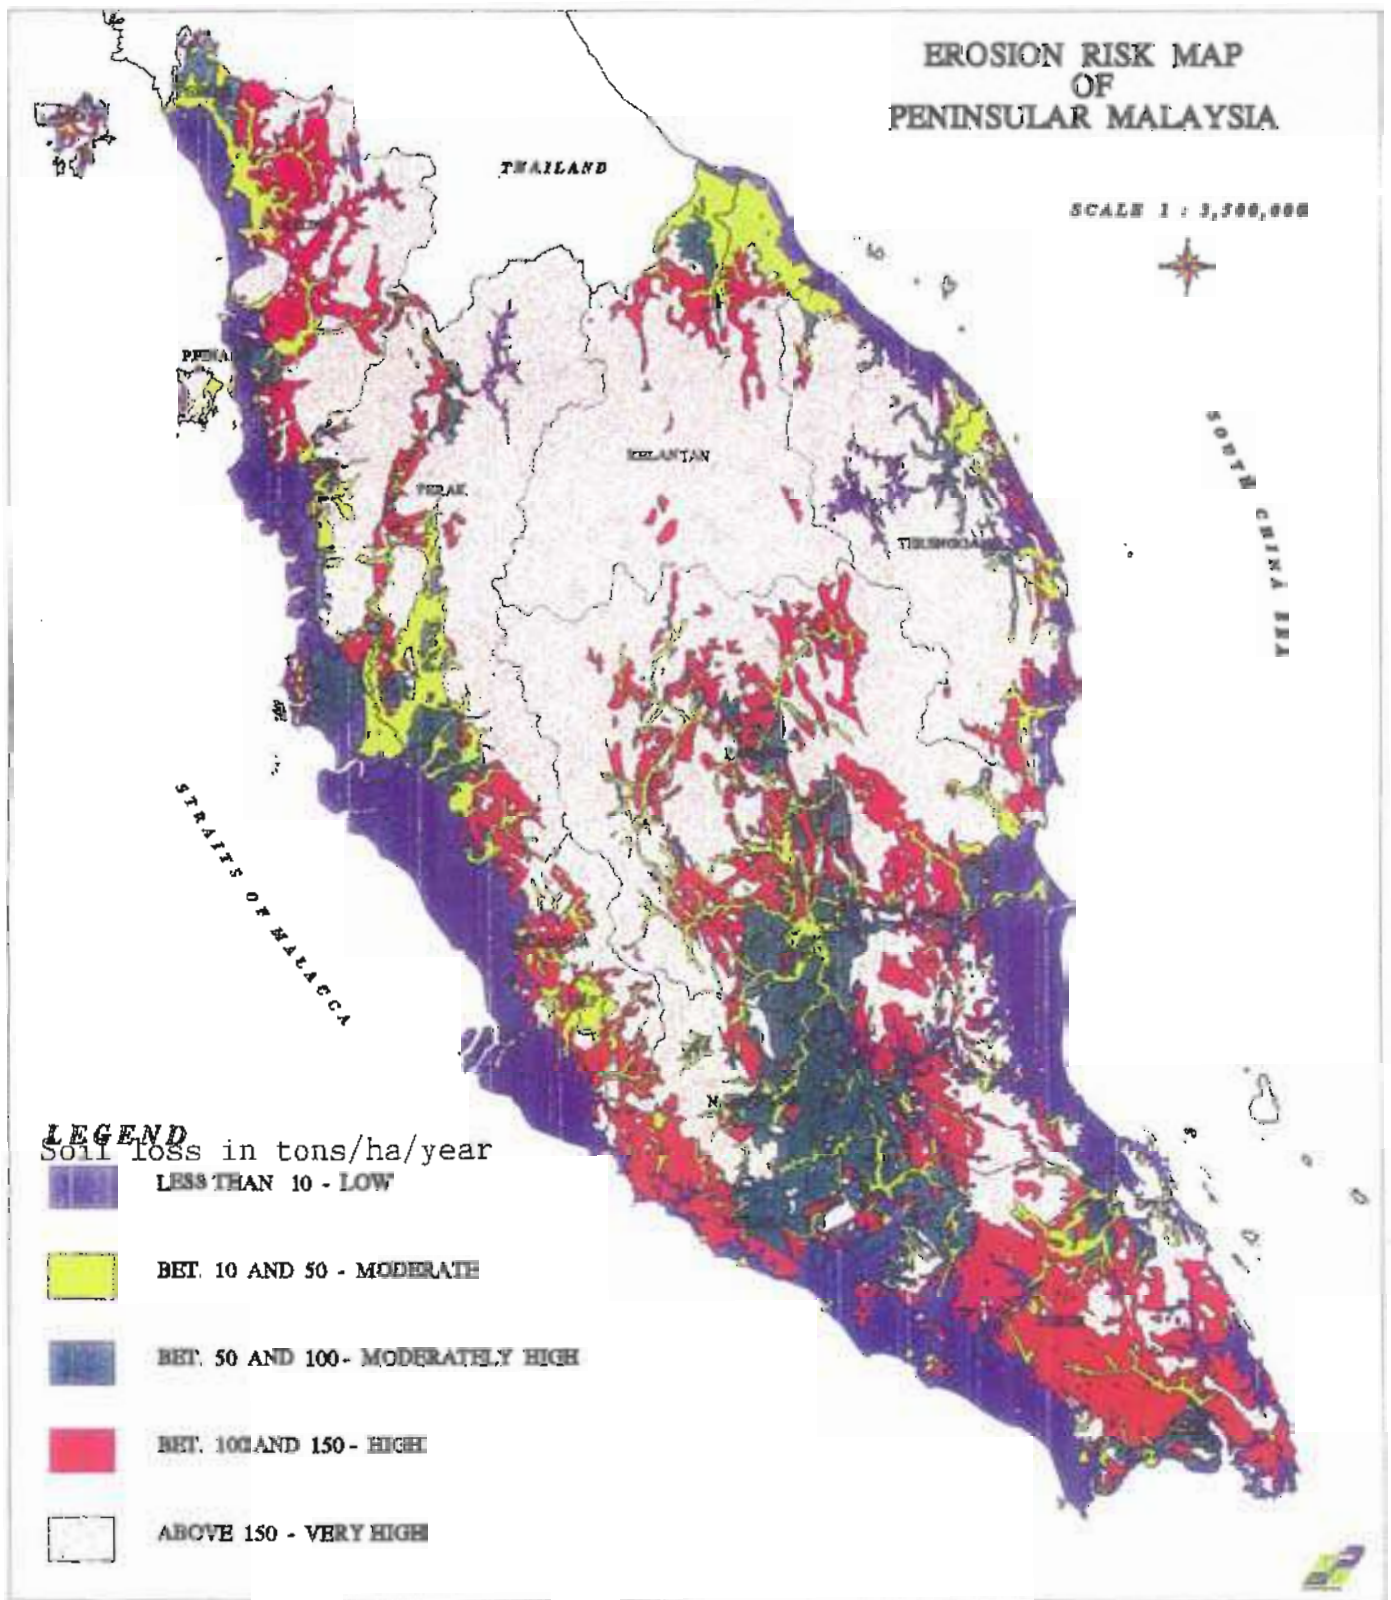 EROSION RISK MAP
OF
PENINSULAR MALAYSIA
SCALE 1 : 3,500,000
THAILAND
KELANTAN
PERAK
SOUTH CHINA SEA
STRAITS OF MALACCA
LEGEND
Soil loss in tons/ha/year
LESS THAN 10 - LOW
BET. 10 AND 50 - MODERATE
BET. 50 AND 100 - MODERATELY HIGH
BET. 100 AND 150 - HIGH
ABOVE 150 - VERY HIGH